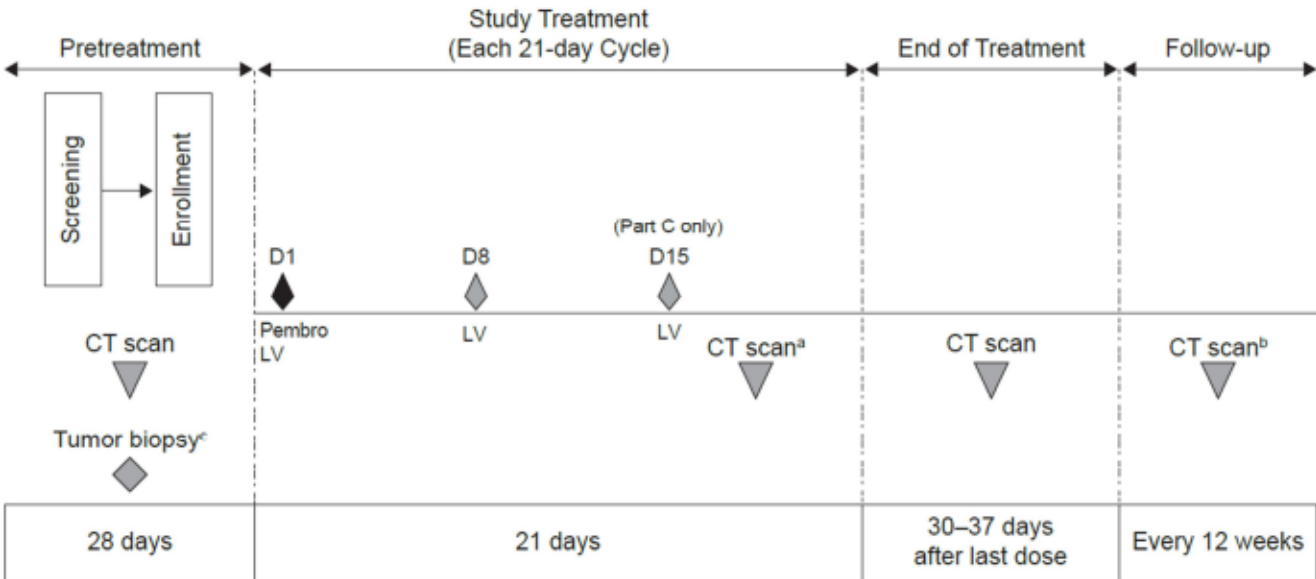 Pretreatment
Study Treatment
(Each 21-day Cycle)
End of Treatment
Follow-up
Screening
Enrollment
(Part C only)
D1
D8
D15
Pembro
LV
LV
LV
CT scan
CT scanᵃ
CT scan
CT scanᵇ
Tumor biopsyᶜ
28 days
21 days
30–37 days
after last dose
Every 12 weeks